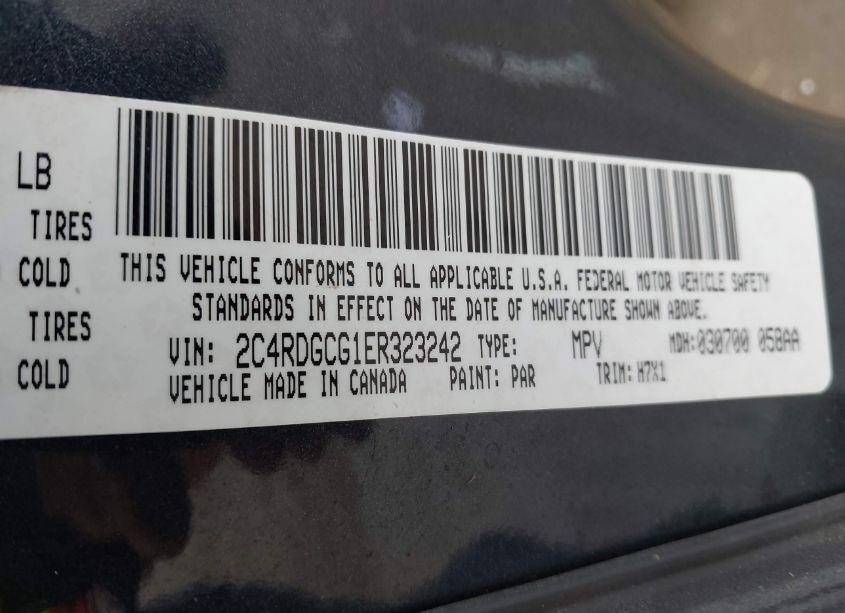 LB
TIRES
COLD
TIRES
COLD
THIS VEHICLE CONFORMS TO ALL APPLICABLE U.S.A. FEDERAL MOTOR VEHICLE SAFETY
STANDARDS IN EFFECT ON THE DATE OF MANUFACTURE SHOWN ABOVE.
VIN: 2C4RDGCG1ER323242 TYPE: MPV MDH:030700 058AA
VEHICLE MADE IN CANADA PAINT: PAR TRIM: H7X1